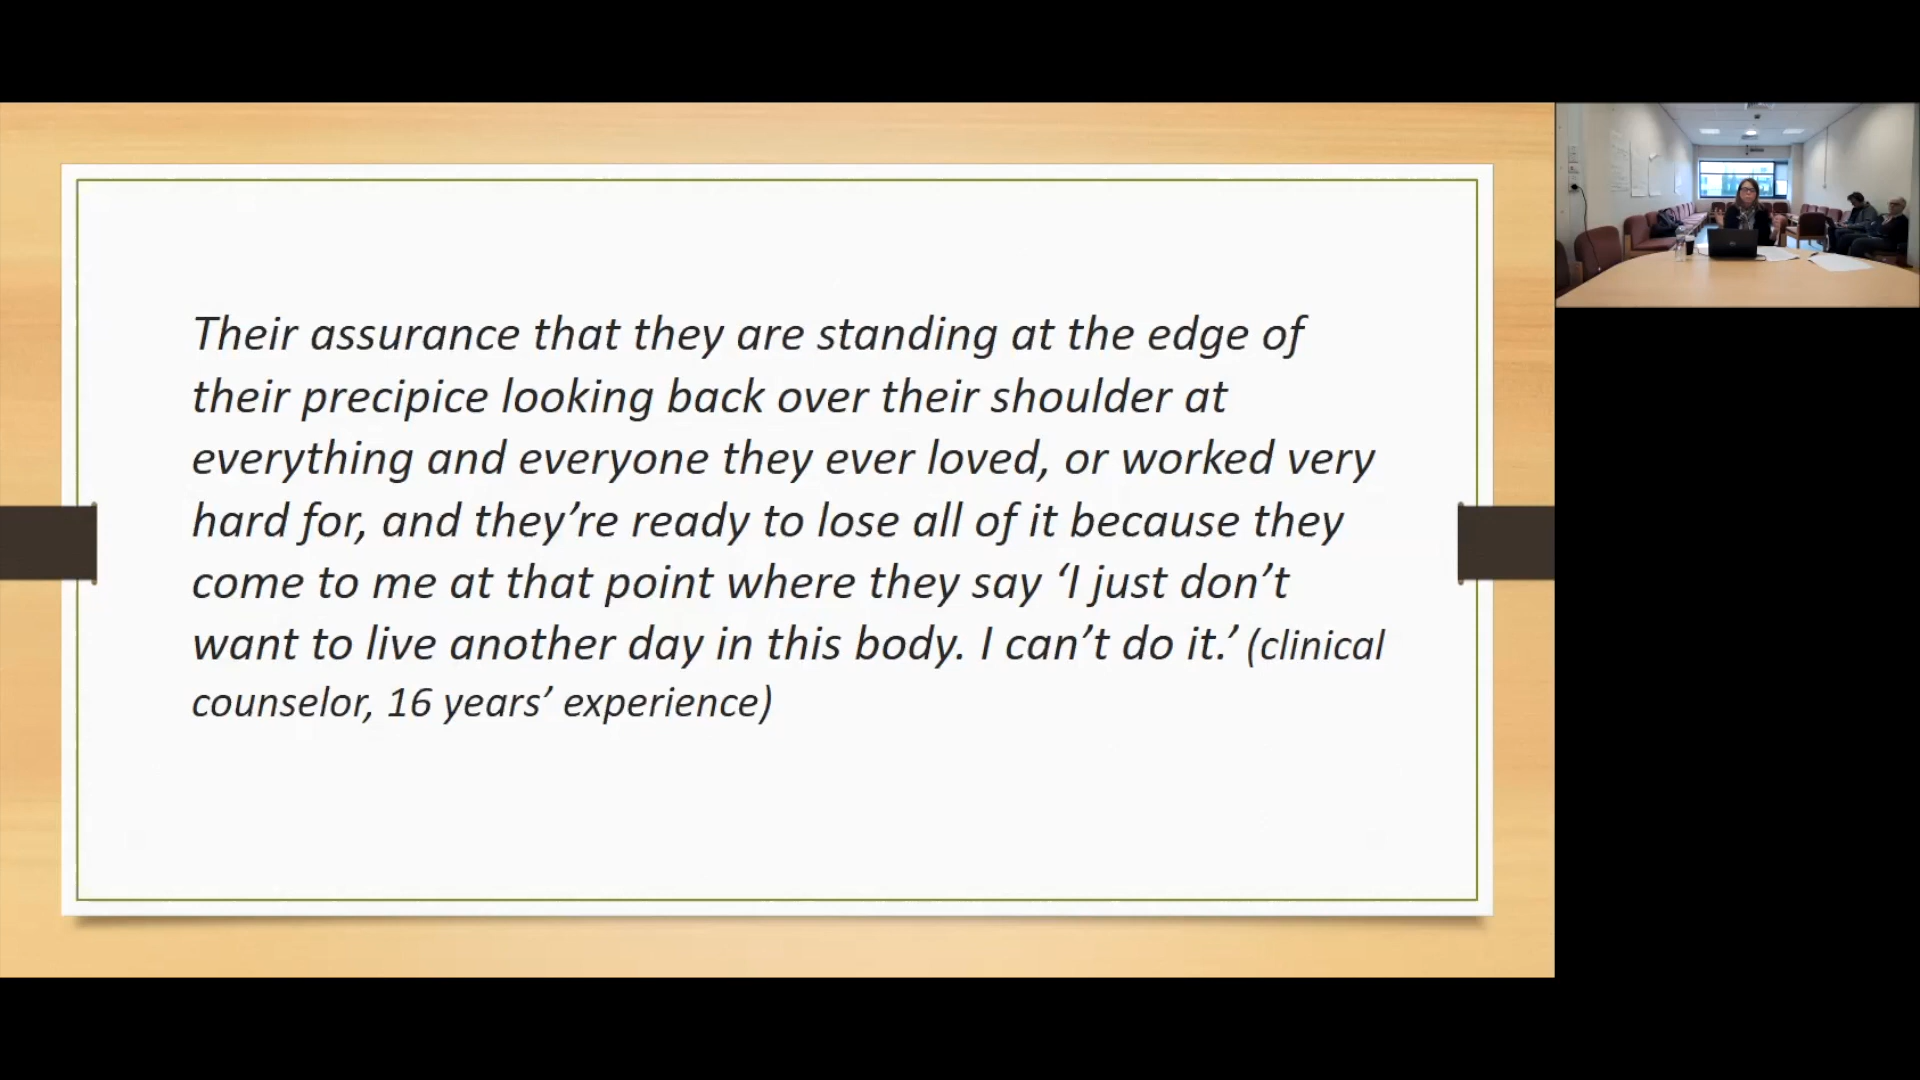 Their assurance that they are standing at the edge of
their precipice looking back over their shoulder at
everything and everyone they ever loved, or worked very
hard for, and they’re ready to lose all of it because they
come to me at that point where they say ‘I just don’t
want to live another day in this body. I can’t do it.’ (clinical
counselor, 16 years’ experience)